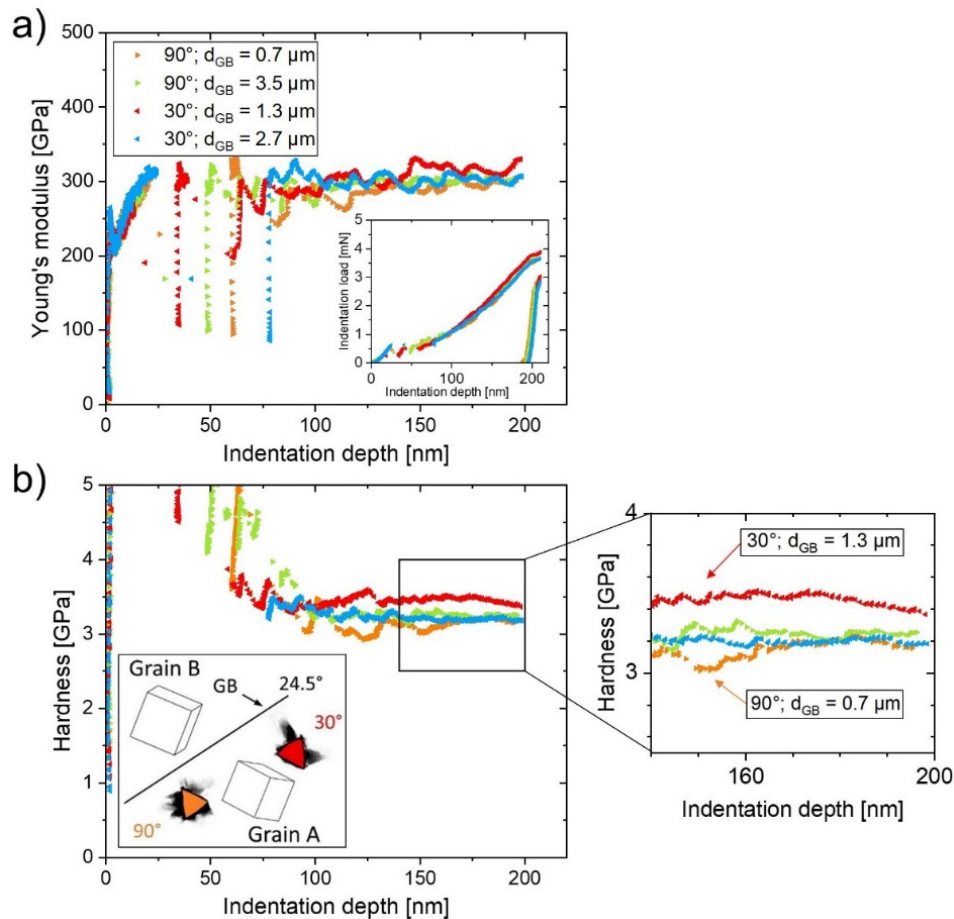 a)
500
400
300
200
100
0
Young's modulus [GPa]
90°; dGB = 0.7 µm
90°; dGB = 3.5 µm
30°; dGB = 1.3 µm
30°; dGB = 2.7 µm
5
4
3
2
1
0
Indentation load [mN]
0 100 200
Indentation depth [nm]
0 50 100 150 200
Indentation depth [nm]
b)
5
4
3
2
1
0
Hardness [GPa]
Grain B
GB
24.5°
30°
90°
Grain A
0 50 100 150 200
Indentation depth [nm]
4
3
Hardness [GPa]
30°; dGB = 1.3 µm
90°; dGB = 0.7 µm
160 200
Indentation depth [nm]